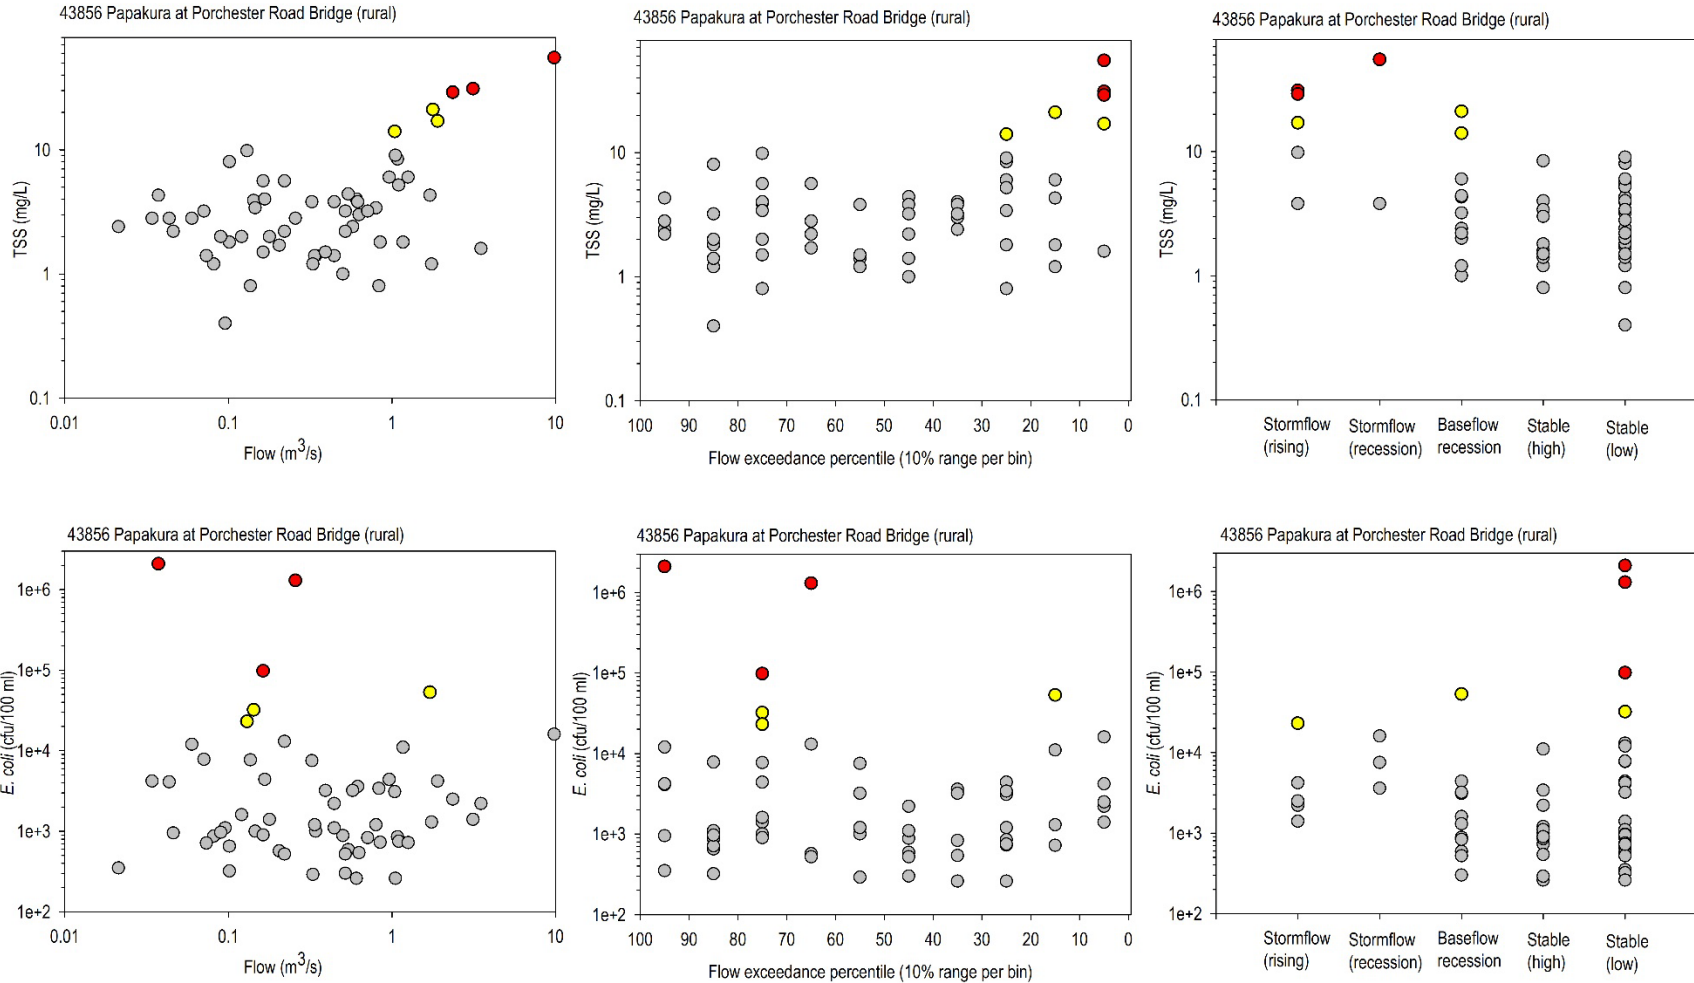 43856 Papakura at Porchester Road Bridge (rural)
TSS (mg/L)
10
1
0.1
0.01 0.1 1 10
Flow (m³/s)
43856 Papakura at Porchester Road Bridge (rural)
TSS (mg/L)
10
1
0.1
100 90 80 70 60 50 40 30 20 10 0
Flow exceedance percentile (10% range per bin)
43856 Papakura at Porchester Road Bridge (rural)
TSS (mg/L)
10
1
0.1
Stormflow Stormflow Baseflow Stable Stable
(rising) (recession) recession (high) (low)
43856 Papakura at Porchester Road Bridge (rural)
E. coli (cfu/100 ml)
1e+6
1e+5
1e+4
1e+3
1e+2
0.01 0.1 1 10
Flow (m³/s)
43856 Papakura at Porchester Road Bridge (rural)
E. coli (cfu/100 ml)
1e+6
1e+5
1e+4
1e+3
1e+2
100 90 80 70 60 50 40 30 20 10 0
Flow exceedance percentile (10% range per bin)
43856 Papakura at Porchester Road Bridge (rural)
E. coli (cfu/100 ml)
1e+6
1e+5
1e+4
1e+3
1e+2
Stormflow Stormflow Baseflow Stable Stable
(rising) (recession) recession (high) (low)